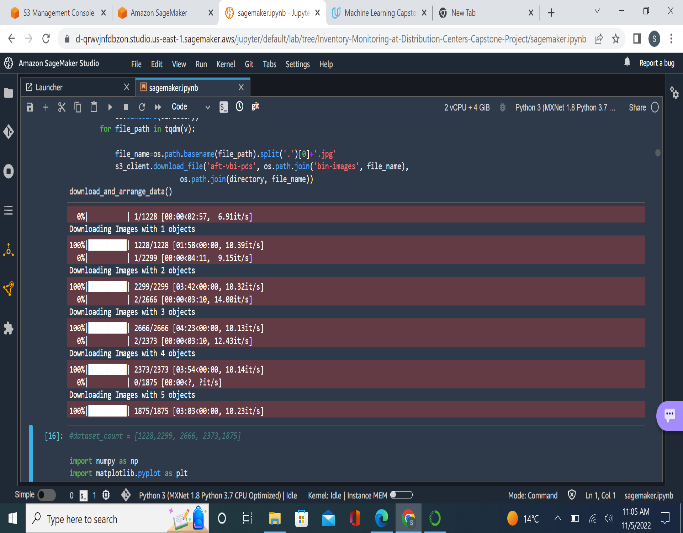 S3 Management Console
Amazon SageMaker
sagemaker.ipynb - Jupyte
Machine Learning Capsto
New Tab
d-qrwvjnfcbzon.studio.us-east-1.sagemaker.aws/jupyter/default/lab/tree/Inventory-Monitoring-at-Distribution-Centers-Capstone-Project/sagemaker.ipynb
S
Amazon SageMaker Studio
File Edit View Run Kernel Git Tabs Settings Help
Report a bug
Launcher
sagemaker.ipynb
Code
git
2 vCPU + 4 GiB
Python 3 (MXNet 1.8 Python 3.7 ...
Share
for file_path in tqdm(v):
file_name=os.path.basename(file_path).split('.')[0]+'.jpg'
s3_client.download_file('aft-vbi-pds', os.path.join('bin-images', file_name),
os.path.join(directory, file_name))
download_and_arrange_data()
0%| | 1/1228 [00:00<02:57, 6.91it/s]
Downloading Images with 1 objects
100%| | 1228/1228 [01:58<00:00, 10.39it/s]
0%| | 1/2299 [00:00<04:11, 9.15it/s]
Downloading Images with 2 objects
100%| | 2299/2299 [03:42<00:00, 10.32it/s]
0%| | 2/2666 [00:00<03:10, 14.00it/s]
Downloading Images with 3 objects
100%| | 2666/2666 [04:23<00:00, 10.13it/s]
0%| | 2/2373 [00:00<03:10, 12.43it/s]
Downloading Images with 4 objects
100%| | 2373/2373 [03:54<00:00, 10.14it/s]
0%| | 0/1875 [00:00<?, ?it/s]
Downloading Images with 5 objects
100%| | 1875/1875 [03:03<00:00, 10.23it/s]
[16]: #dataset_count = [1228,2299, 2666, 2373,1875]
import numpy as np
import matplotlib.pyplot as plt
Simple
0
1
Python 3 (MXNet 1.8 Python 3.7 CPU Optimized) | Idle
Kernel: Idle | Instance MEM
Mode: Command
Ln 1, Col 1
sagemaker.ipynb
Type here to search
14°C
11:05 AM
11/5/2022